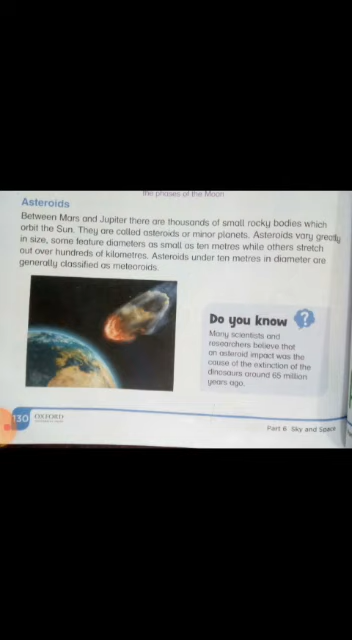 the phases of the Moon
Asteroids
Between Mars and Jupiter there are thousands of small rocky bodies which
orbit the Sun. They are called asteroids or minor planets. Asteroids vary greatly
in size, some feature diameters as small as ten metres while others stretch
out over hundreds of kilometres. Asteroids under ten metres in diameter are
generally classified as meteoroids.
Do you know ?
Many scientists and
researchers believe that
an asteroid impact was the
cause of the extinction of the
dinosaurs around 65 million
years ago.
130 OXFORD
Part 6 Sky and Space